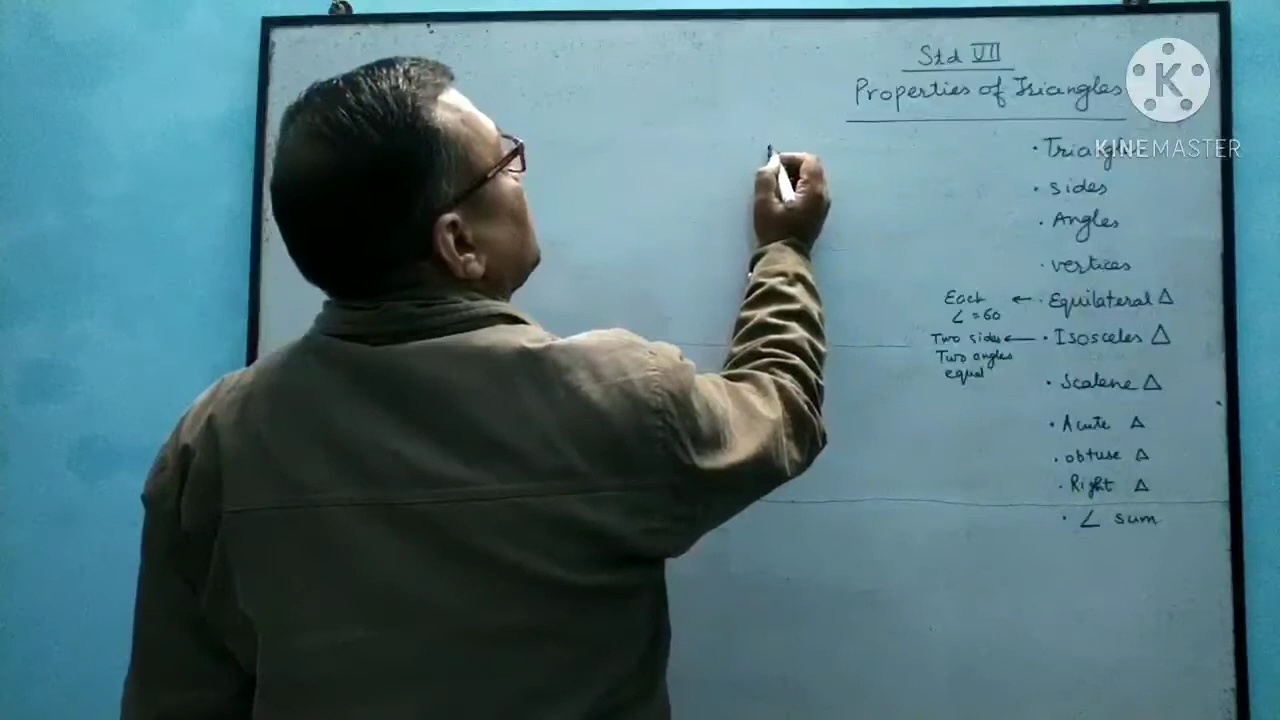 Std VII
Properties of Triangles
K
KINEMASTER
• Triangle
• sides
• Angles
• vertices
Each ∠ = 60 ← • Equilateral △
Two sides ← • Isosceles △
Two angles
equal
• Scalene △
• Acute △
• obtuse △
• Right △
• ∠ sum